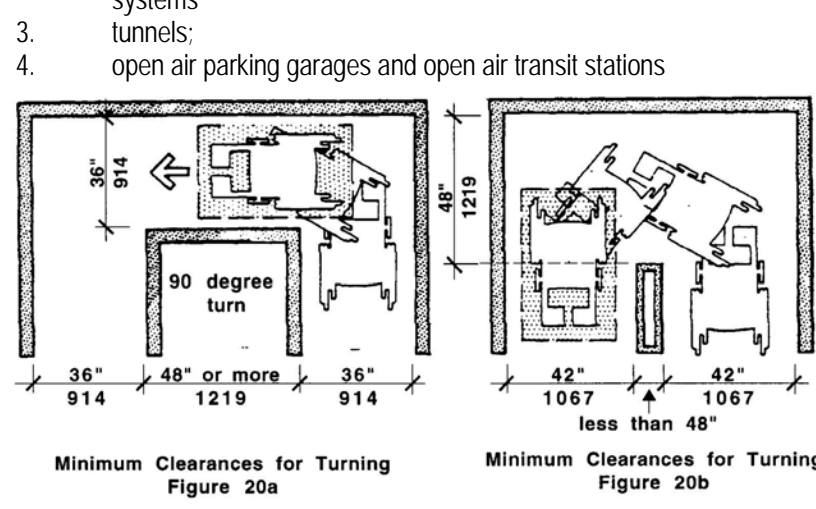 systems
3. tunnels;
4. open air parking garages and open air transit stations
36"
914
90 degree
turn
36" 48" or more 36"
914 1219 914
Minimum Clearances for Turning
Figure 20a
48"
1219
42" 42"
1067 1067
less than 48"
Minimum Clearances for Turning
Figure 20b